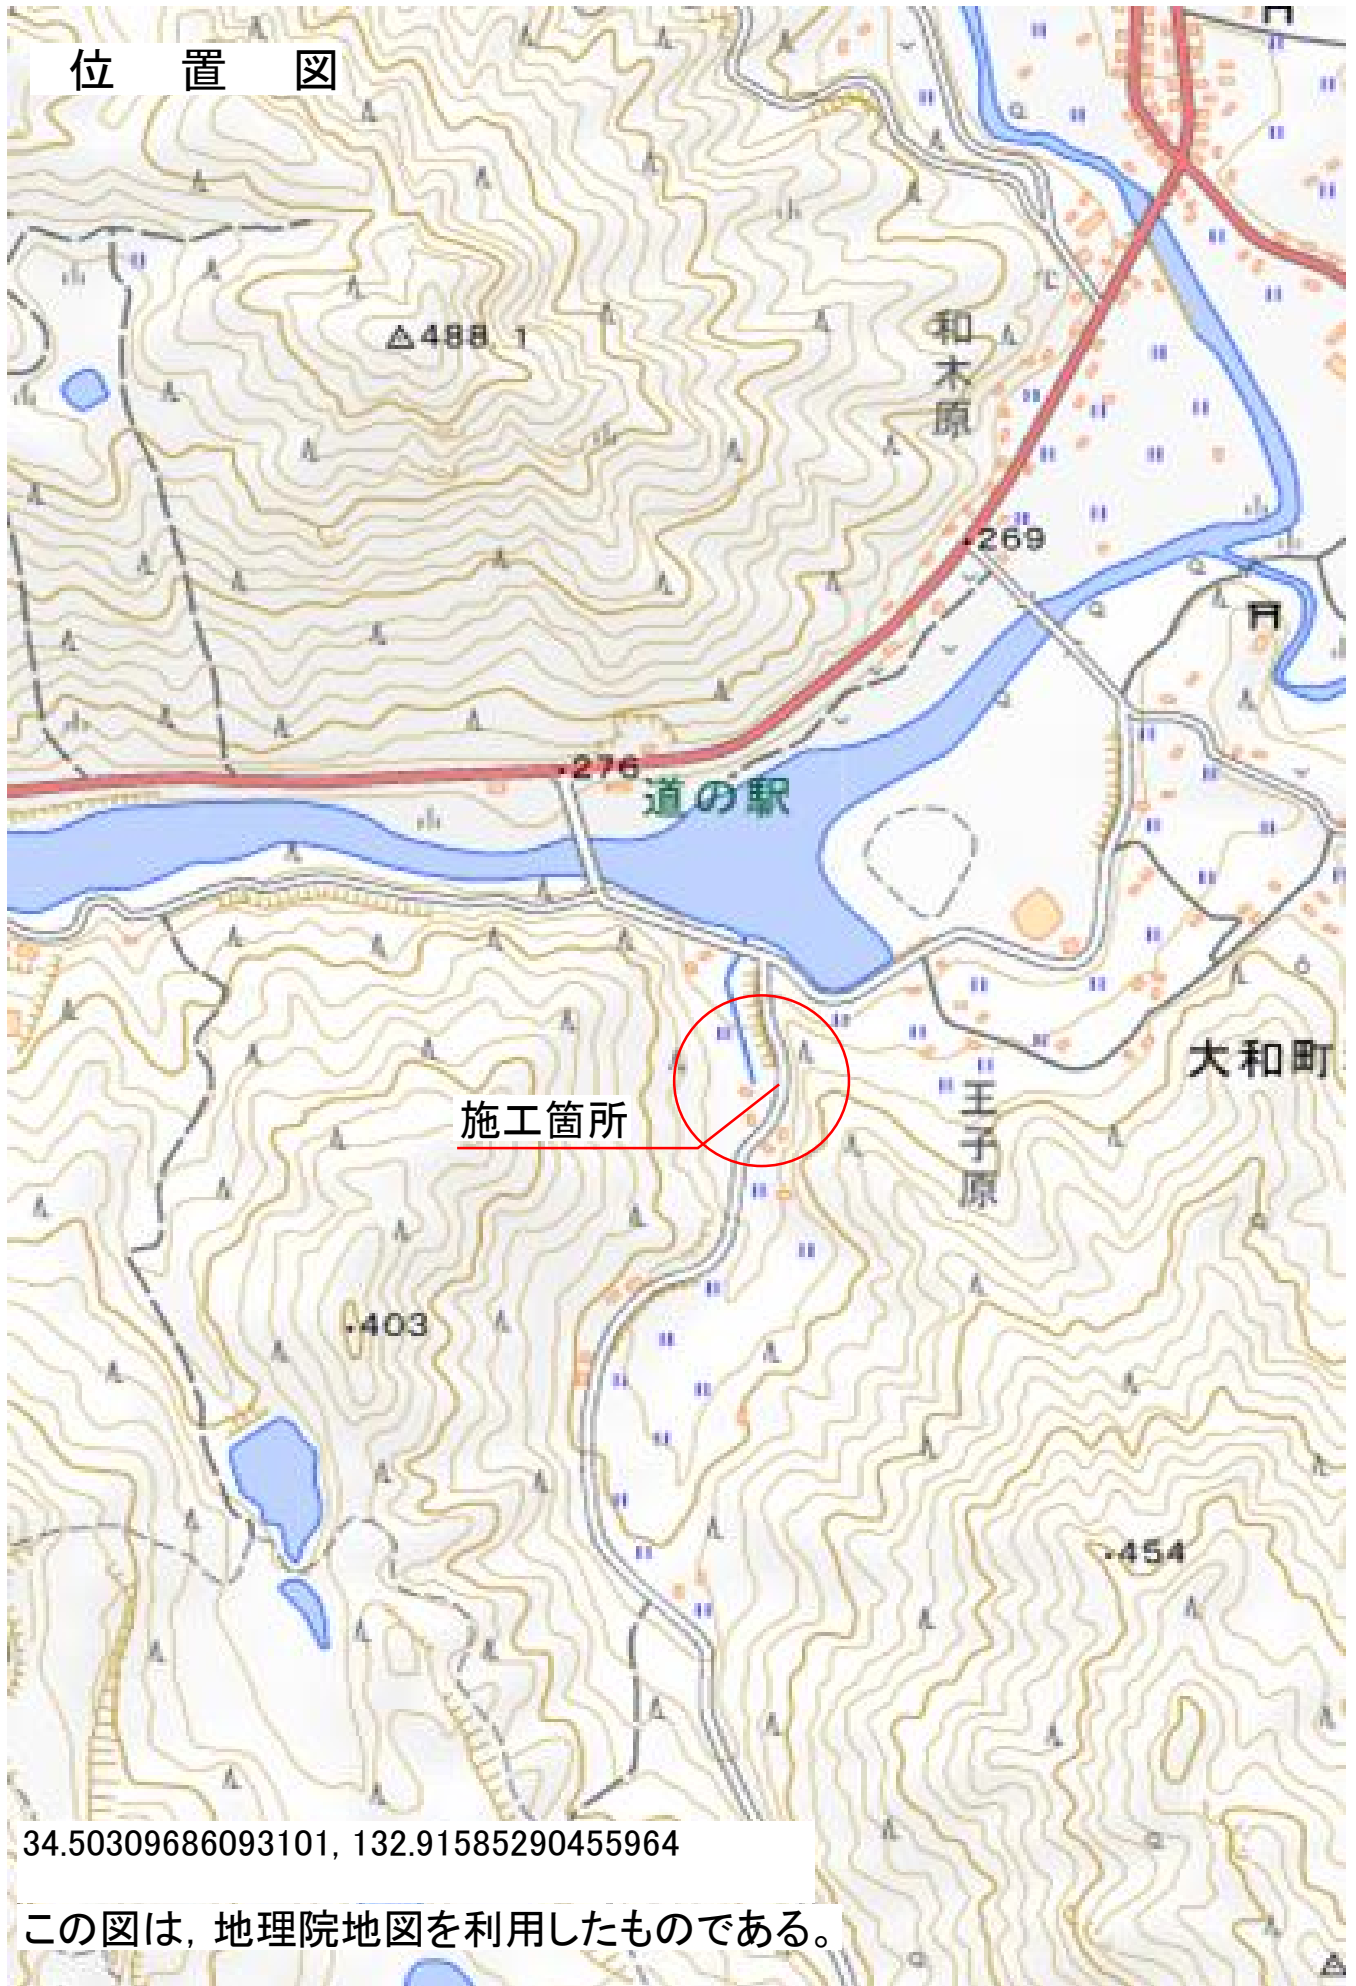 位 置 図
488.1
和木原
269
276
道の駅
大和町
施工箇所
王子原
403
454
34.50309686093101, 132.91585290455964
この図は，地理院地図を利用したものである。